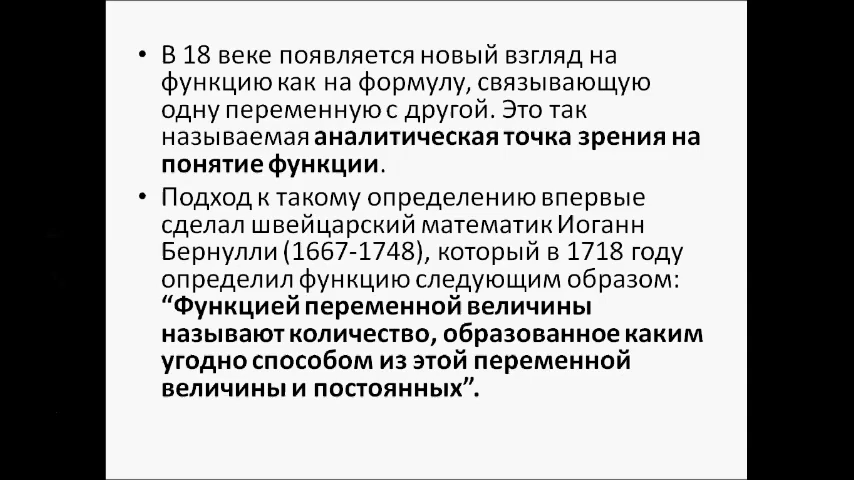 • В 18 веке появляется новый взгляд на
функцию как на формулу, связывающую
одну переменную с другой. Это так
называемая аналитическая точка зрения на
понятие функции.
• Подход к такому определению впервые
сделал швейцарский математик Иоганн
Бернулли (1667-1748), который в 1718 году
определил функцию следующим образом:
“Функцией переменной величины
называют количество, образованное каким
угодно способом из этой переменной
величины и постоянных”.